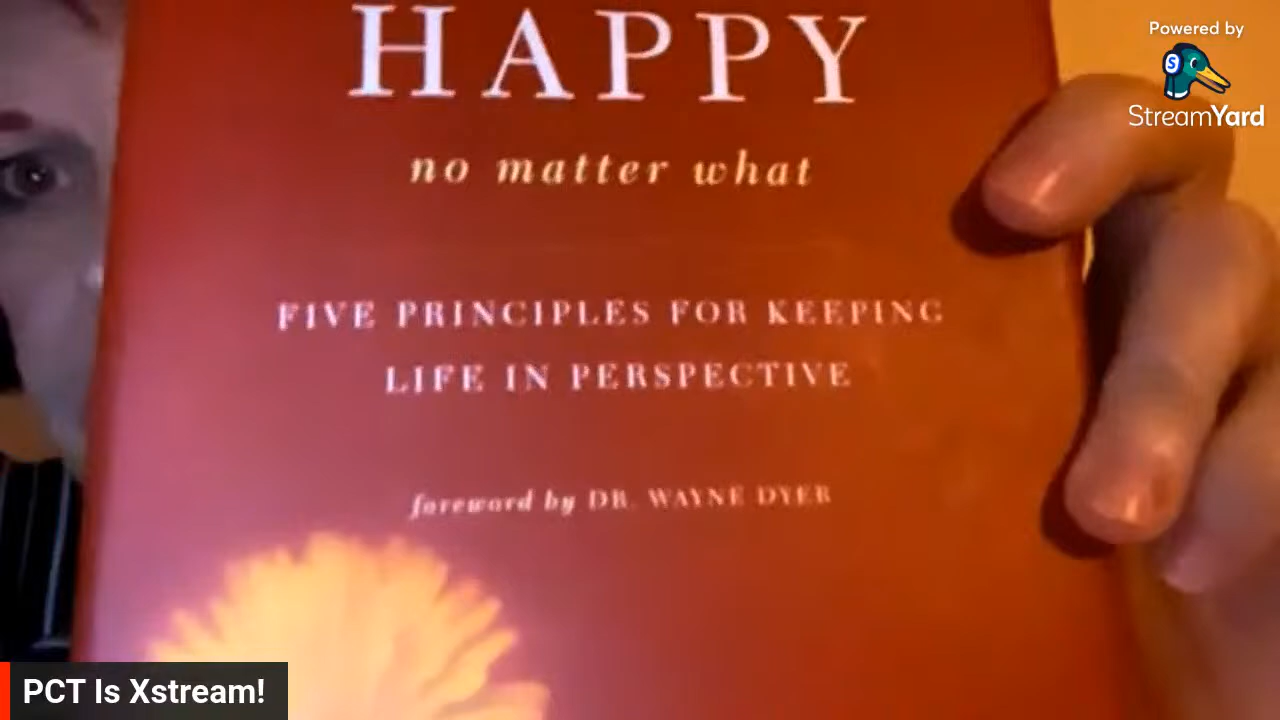 HAPPY
no matter what
FIVE PRINCIPLES FOR KEEPING
LIFE IN PERSPECTIVE
foreword by DR. WAYNE DYER
Powered by
S
StreamYard
PCT Is Xstream!